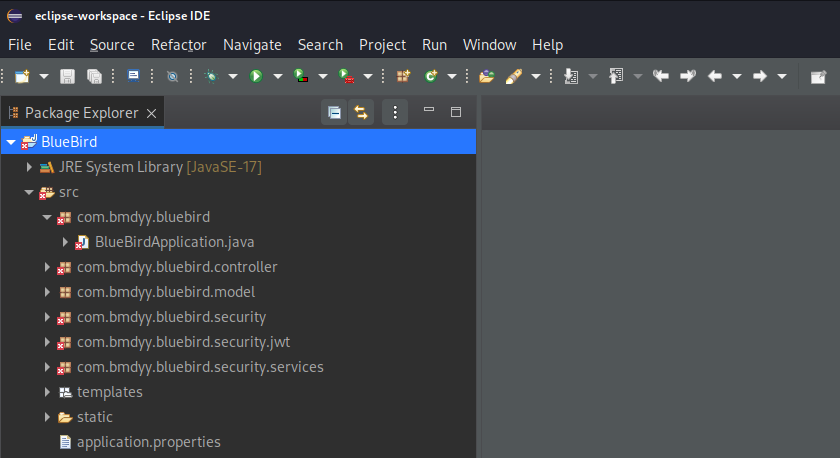 eclipse-workspace - Eclipse IDE
File Edit Source Refactor Navigate Search Project Run Window Help
Package Explorer
BlueBird
JRE System Library [JavaSE-17]
src
com.bmdyy.bluebird
BlueBirdApplication.java
com.bmdyy.bluebird.controller
com.bmdyy.bluebird.model
com.bmdyy.bluebird.security
com.bmdyy.bluebird.security.jwt
com.bmdyy.bluebird.security.services
templates
static
application.properties